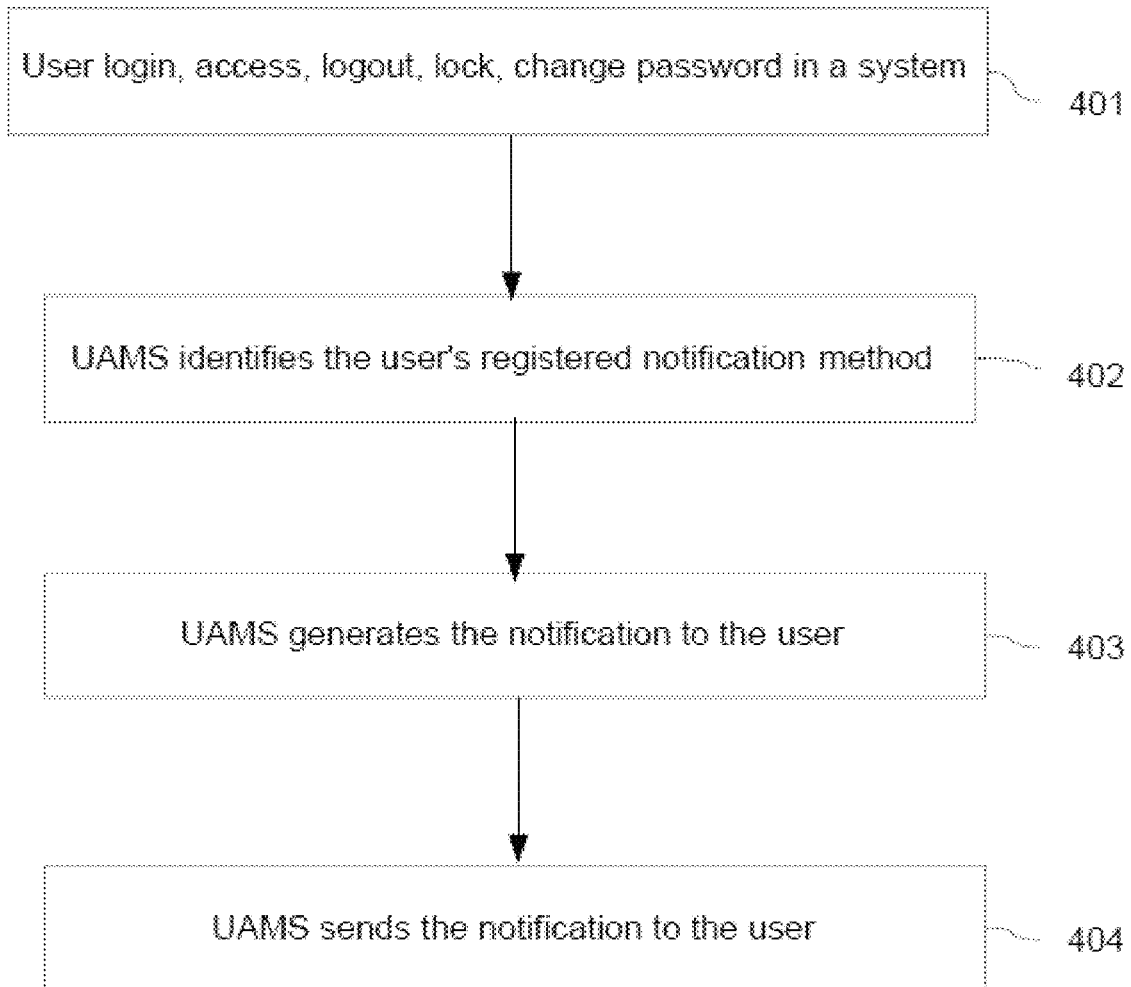 User login, access, logout, lock, change password in a system
401
UAMS identifies the user's registered notification method
402
UAMS generates the notification to the user
403
UAMS sends the notification to the user
404